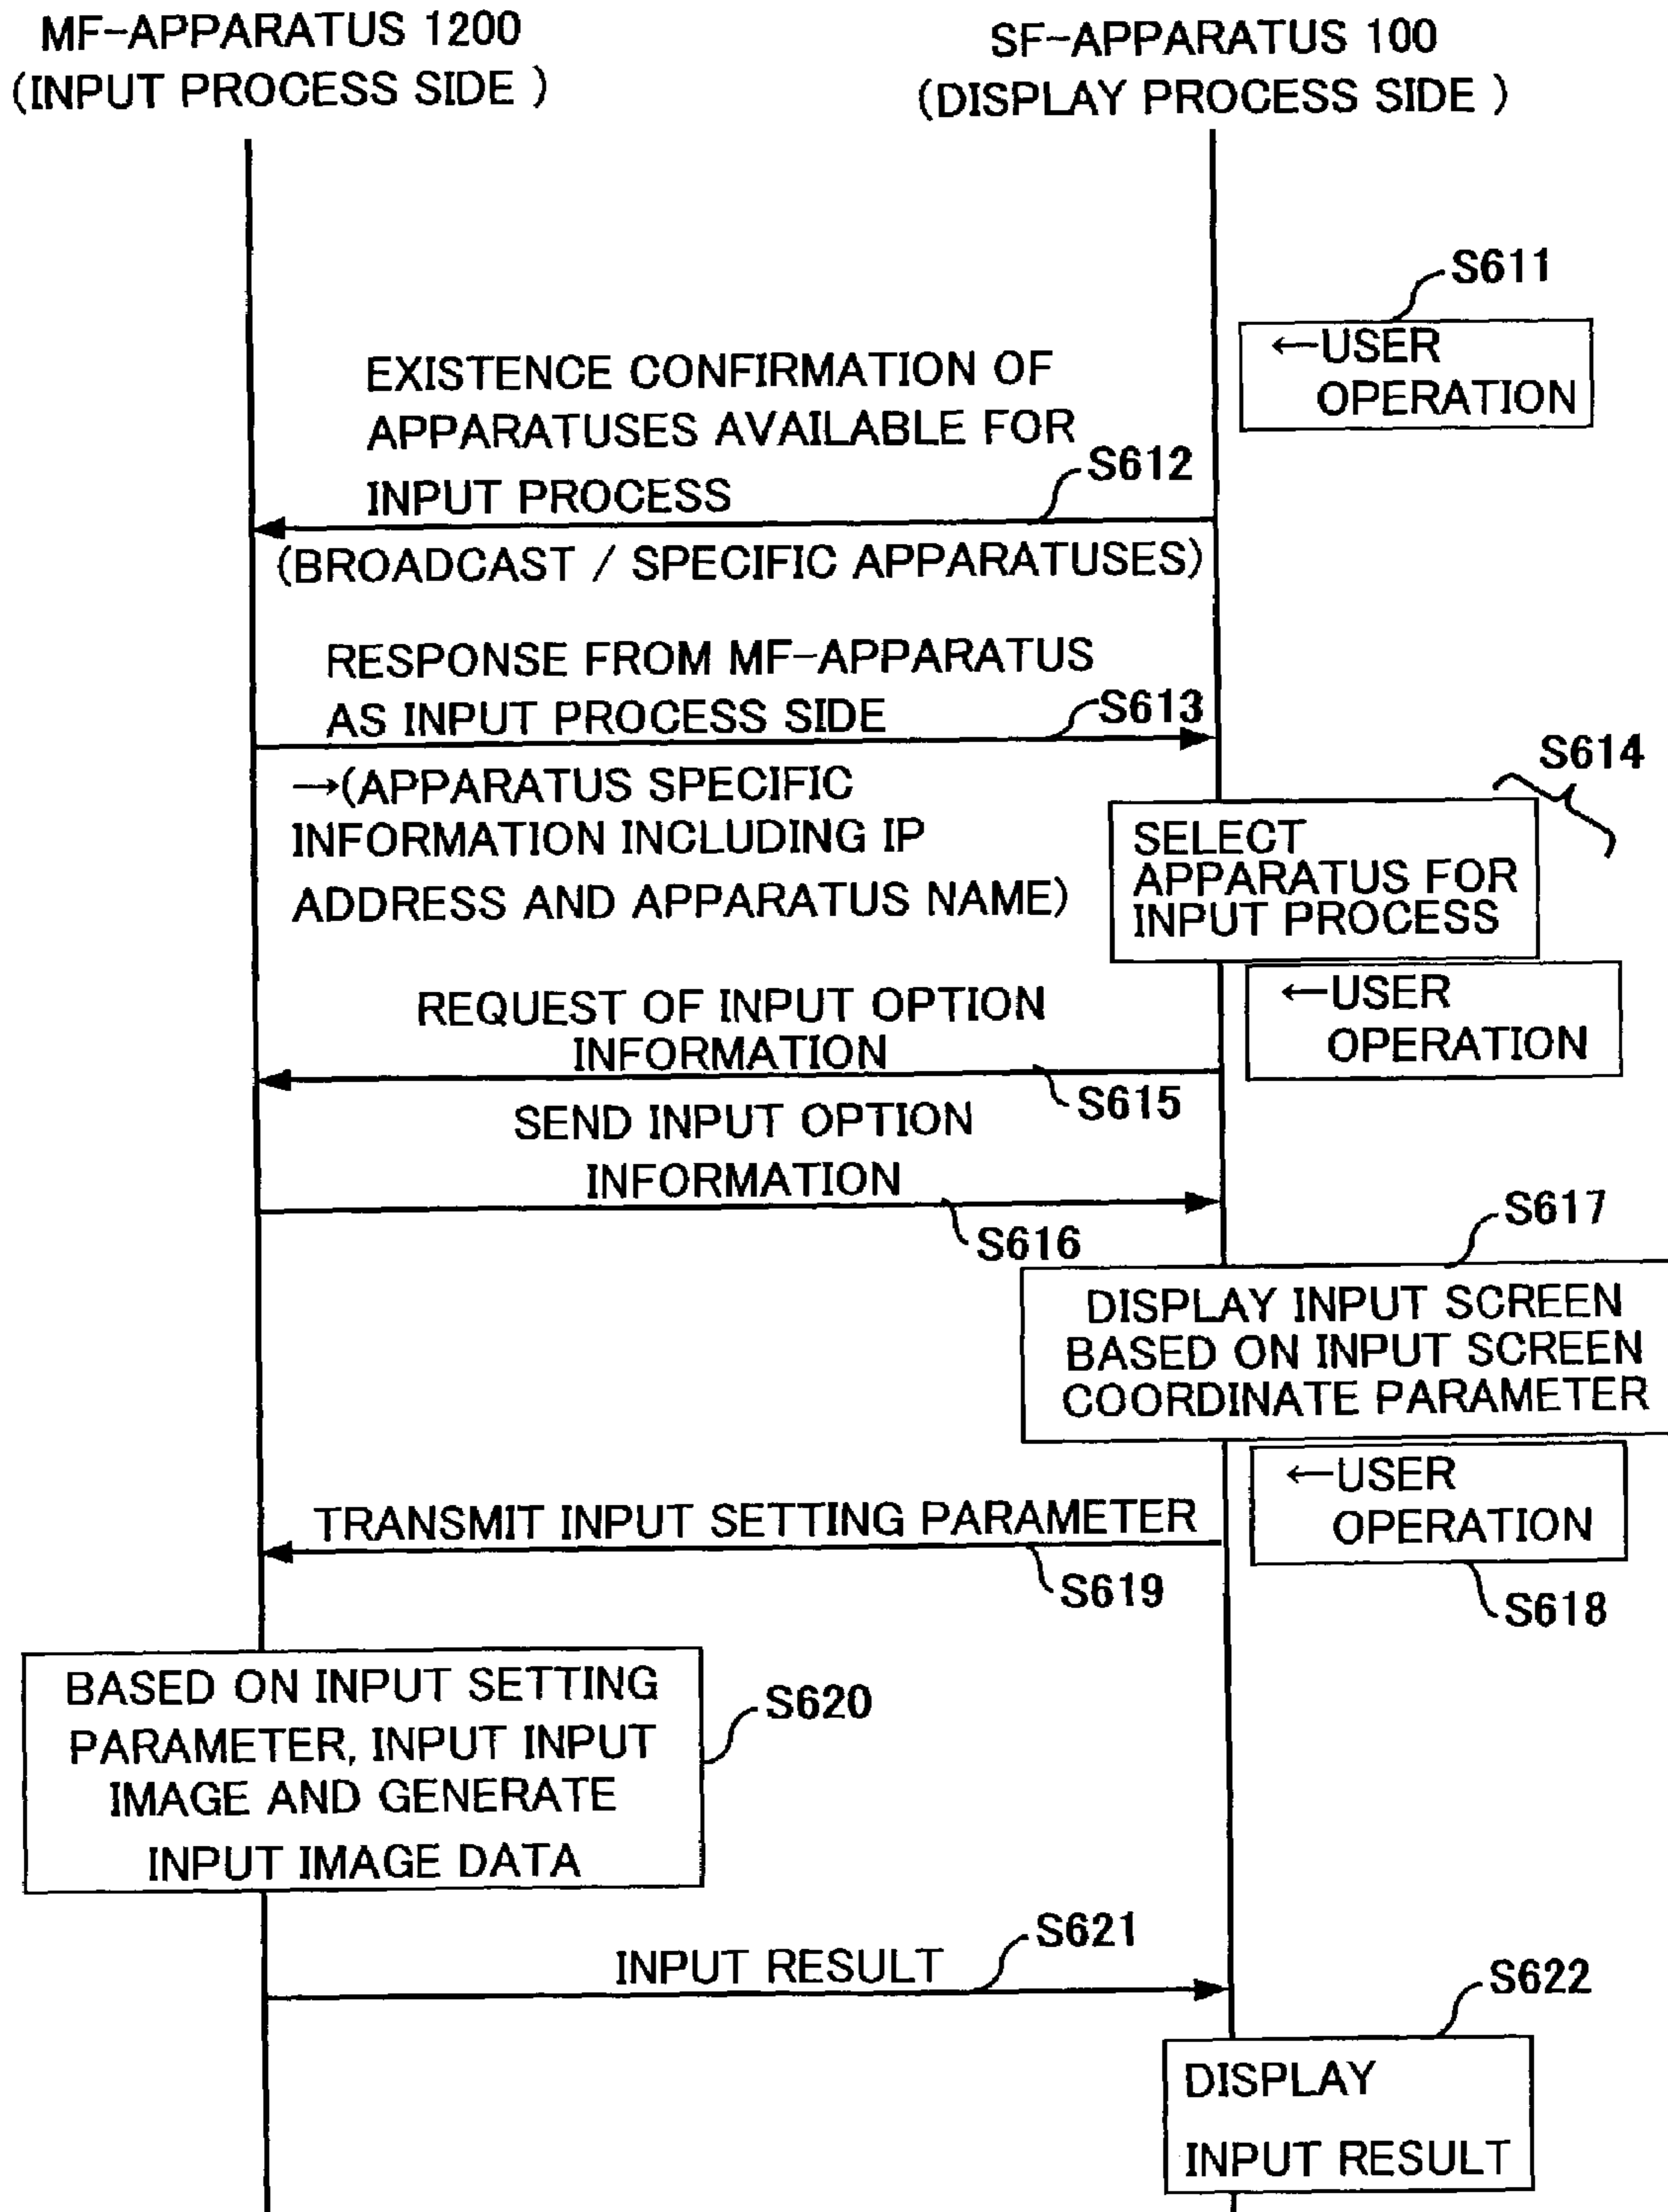 MF-APPARATUS 1200
(INPUT PROCESS SIDE )
SF-APPARATUS 100
(DISPLAY PROCESS SIDE )
S611
←USER
OPERATION
EXISTENCE CONFIRMATION OF
APPARATUSES AVAILABLE FOR
INPUT PROCESS
S612
(BROADCAST / SPECIFIC APPARATUSES)
RESPONSE FROM MF-APPARATUS
AS INPUT PROCESS SIDE
S613
→(APPARATUS SPECIFIC
INFORMATION INCLUDING IP
ADDRESS AND APPARATUS NAME)
S614
SELECT
APPARATUS FOR
INPUT PROCESS
←USER
OPERATION
REQUEST OF INPUT OPTION
INFORMATION
S615
SEND INPUT OPTION
INFORMATION
S616
S617
DISPLAY INPUT SCREEN
BASED ON INPUT SCREEN
COORDINATE PARAMETER
←USER
OPERATION
S618
TRANSMIT INPUT SETTING PARAMETER
S619
BASED ON INPUT SETTING
PARAMETER, INPUT INPUT
IMAGE AND GENERATE
INPUT IMAGE DATA
S620
INPUT RESULT
S621
S622
DISPLAY
INPUT RESULT